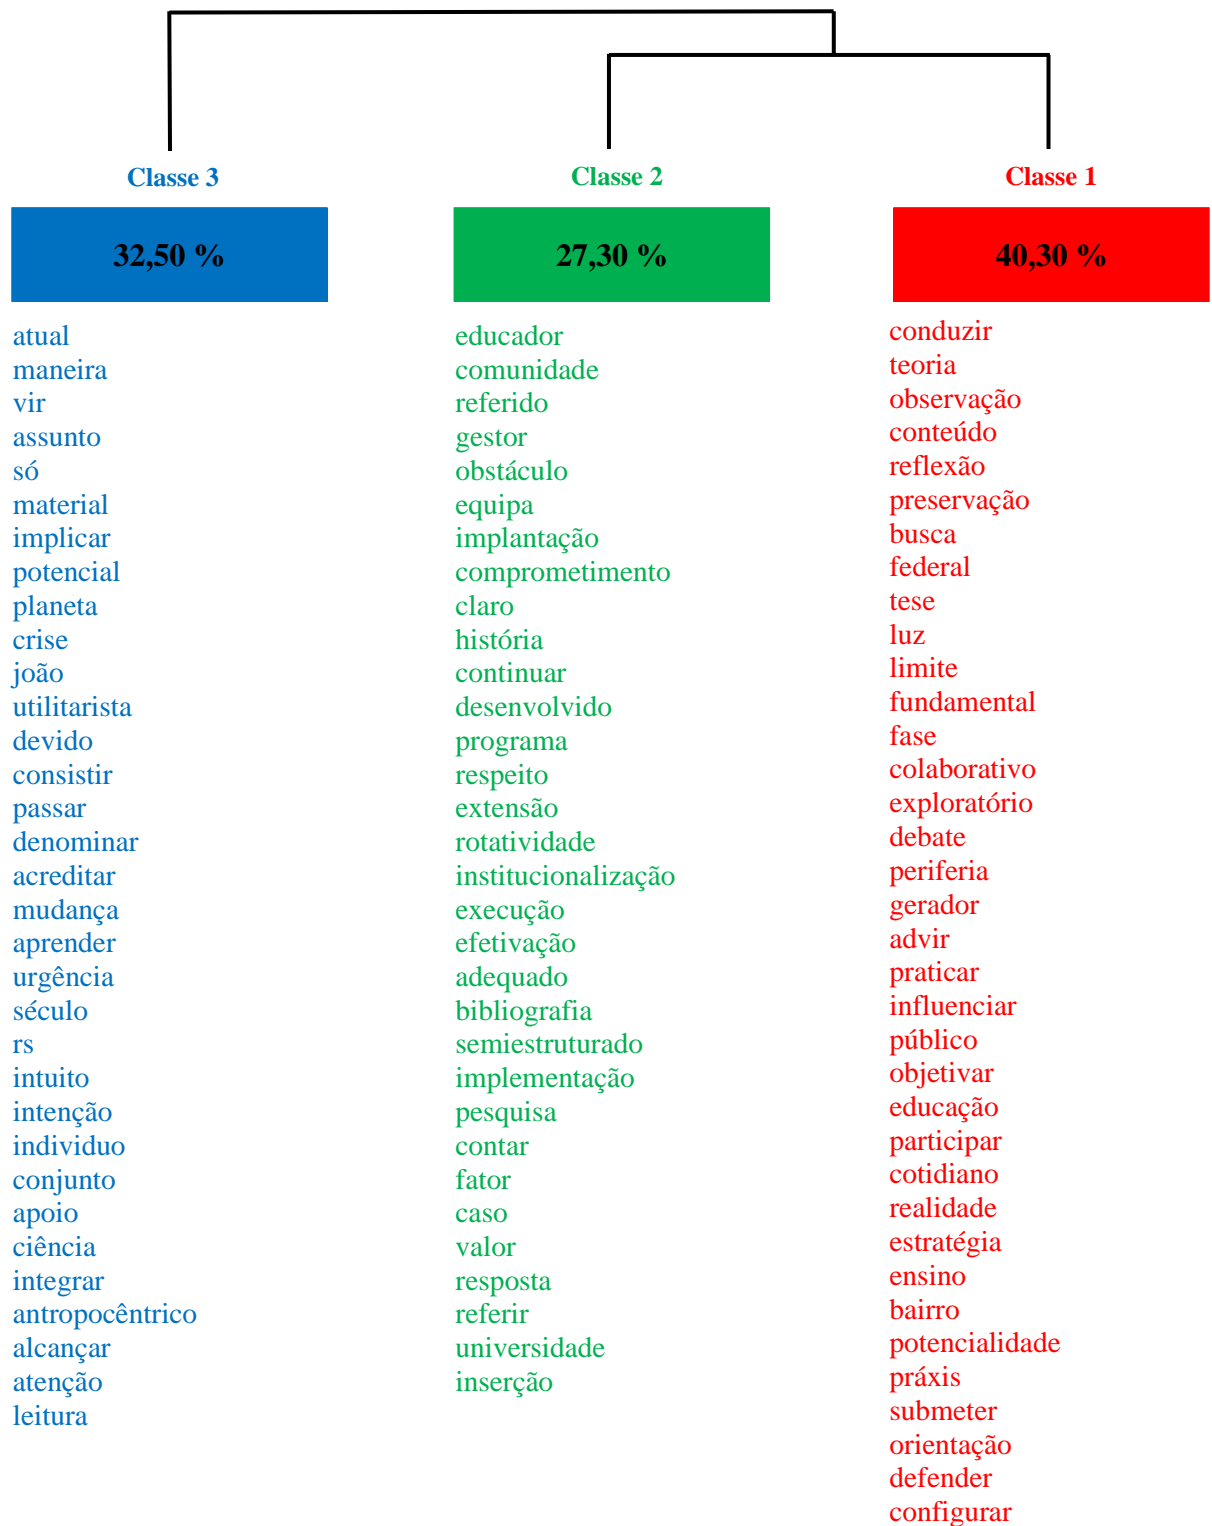 Classe 3
32,50 %
atual
maneira
vir
assunto
só
material
implicar
potencial
planeta
crise
joão
utilitarista
devido
consistir
passar
denominar
acreditar
mudança
aprender
urgência
século
rs
intuito
intenção
individuo
conjunto
apoio
ciência
integrar
antropocêntrico
alcançar
atenção
leitura
Classe 2
27,30 %
educador
comunidade
referido
gestor
obstáculo
equipa
implantação
comprometimento
claro
história
continuar
desenvolvido
programa
respeito
extensão
rotatividade
institucionalização
execução
efetivação
adequado
bibliografia
semiestruturado
implementação
pesquisa
contar
fator
caso
valor
resposta
referir
universidade
inserção
Classe 1
40,30 %
conduzir
teoria
observação
conteúdo
reflexão
preservação
busca
federal
tese
luz
limite
fundamental
fase
colaborativo
exploratório
debate
periferia
gerador
advir
praticar
influenciar
público
objetivar
educação
participar
cotidiano
realidade
estratégia
ensino
bairro
potencialidade
práxis
submeter
orientação
defender
configurar